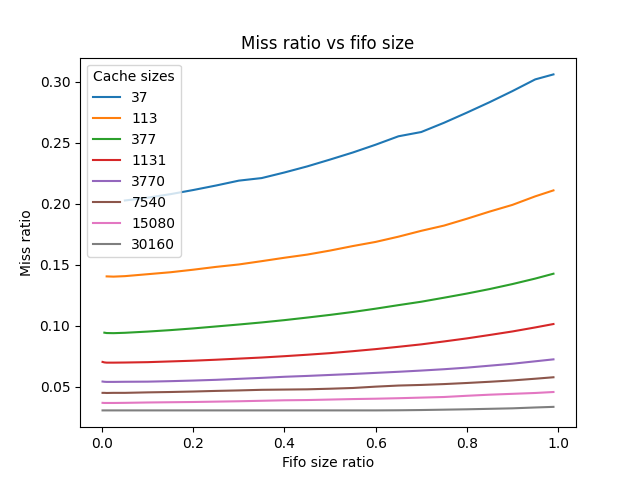 Miss ratio vs fifo size
Cache sizes
37
113
377
1131
3770
7540
15080
30160
Miss ratio
0.30
0.25
0.20
0.15
0.10
0.05
0.0 0.2 0.4 0.6 0.8 1.0
Fifo size ratio